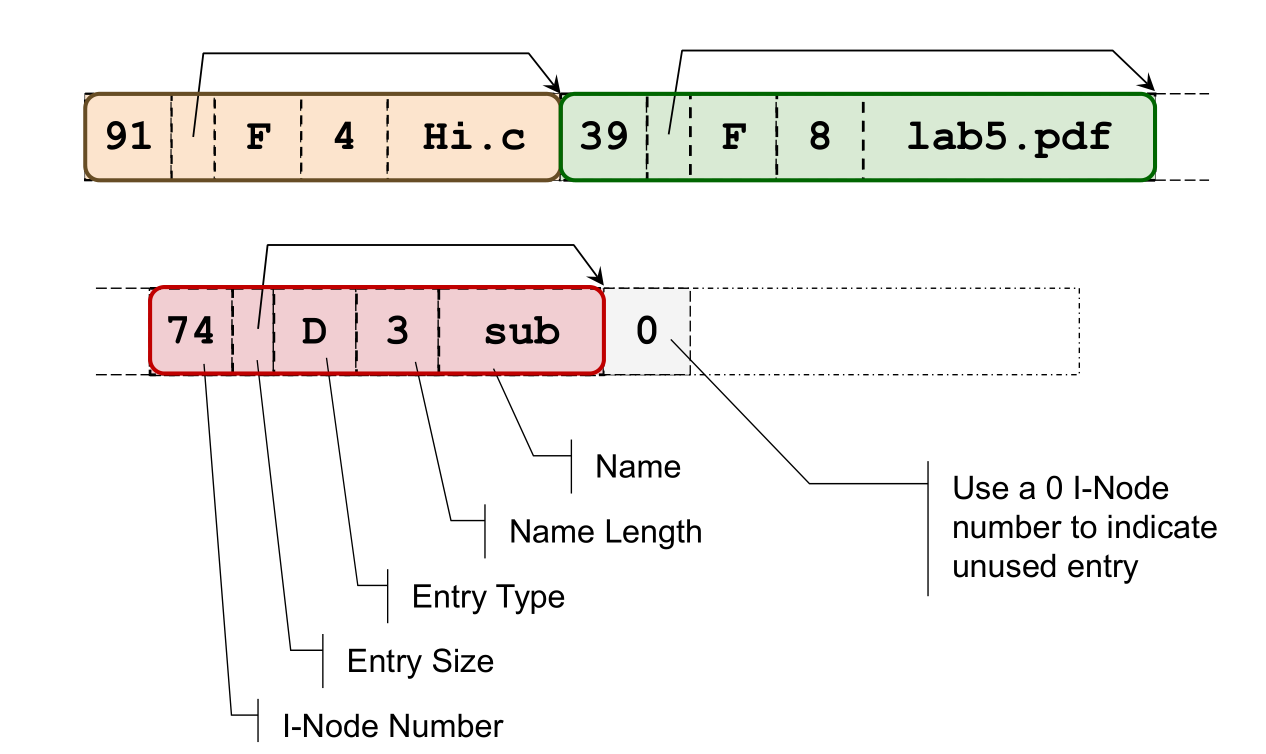 91 F 4 Hi.c 39 F 8 lab5.pdf
74 D 3 sub 0
Name
Name Length
Entry Type
Entry Size
I-Node Number
Use a 0 I-Node
number to indicate
unused entry